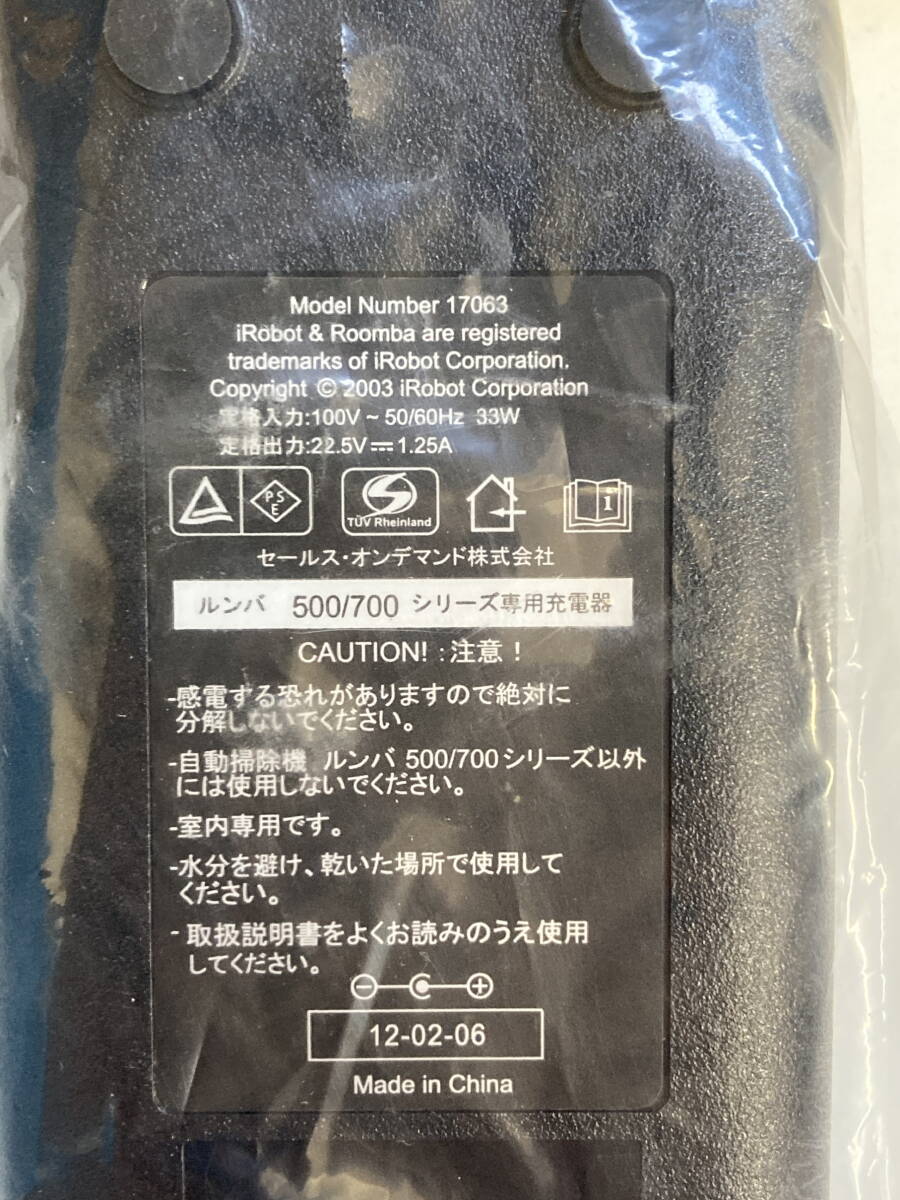 Model Number 17063
iRobot & Roomba are registered
trademarks of iRobot Corporation.
Copyright © 2003 iRobot Corporation
定格入力:100V ~ 50/60Hz 33W
定格出力:22.5V⎓1.25A
PSE
TÜV Rheinland
i
セールス・オンデマンド株式会社
ルンバ 500/700 シリーズ専用充電器
CAUTION! :注意!
-感電する恐れがありますので絶対に
分解しないでください。
-自動掃除機 ルンバ 500/700シリーズ以外
には使用しないでください。
-室内専用です。
-水分を避け、乾いた場所で使用して
ください。
- 取扱説明書をよくお読みのうえ使用
してください。
12-02-06
Made in China